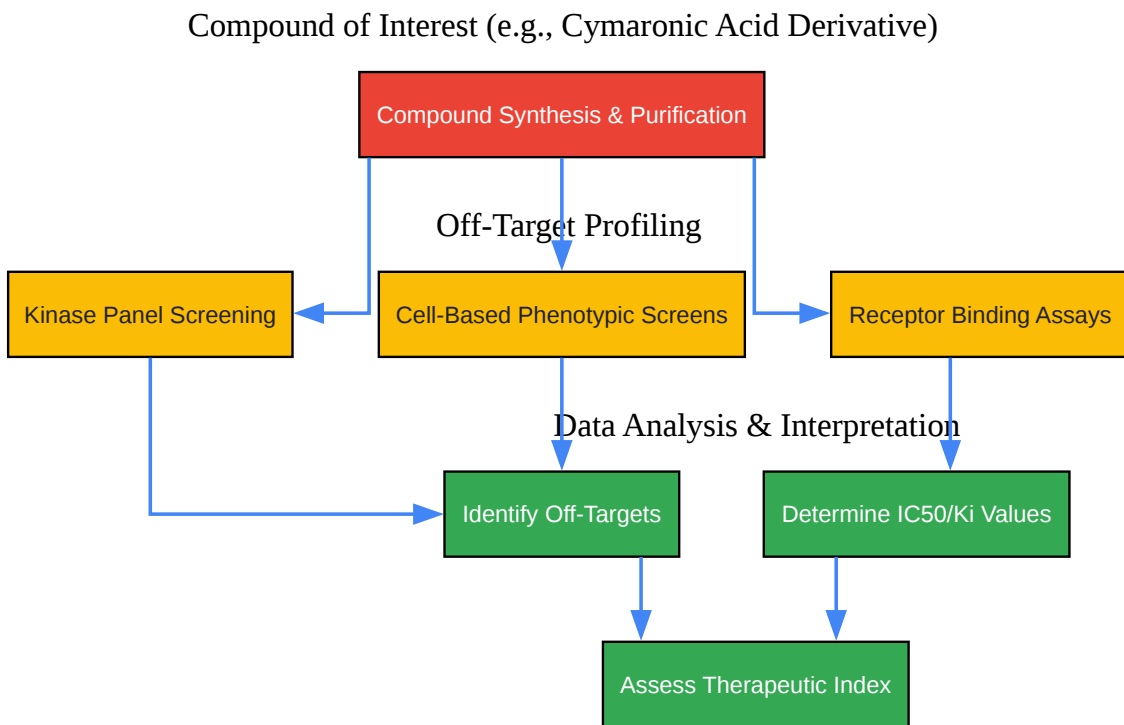 Compound of Interest (e.g., Cymaronic Acid Derivative)
Compound Synthesis & Purification
Off-Target Profiling
Kinase Panel Screening
Cell-Based Phenotypic Screens
Receptor Binding Assays
Data Analysis & Interpretation
Identify Off-Targets
Determine IC50/Ki Values
Assess Therapeutic Index